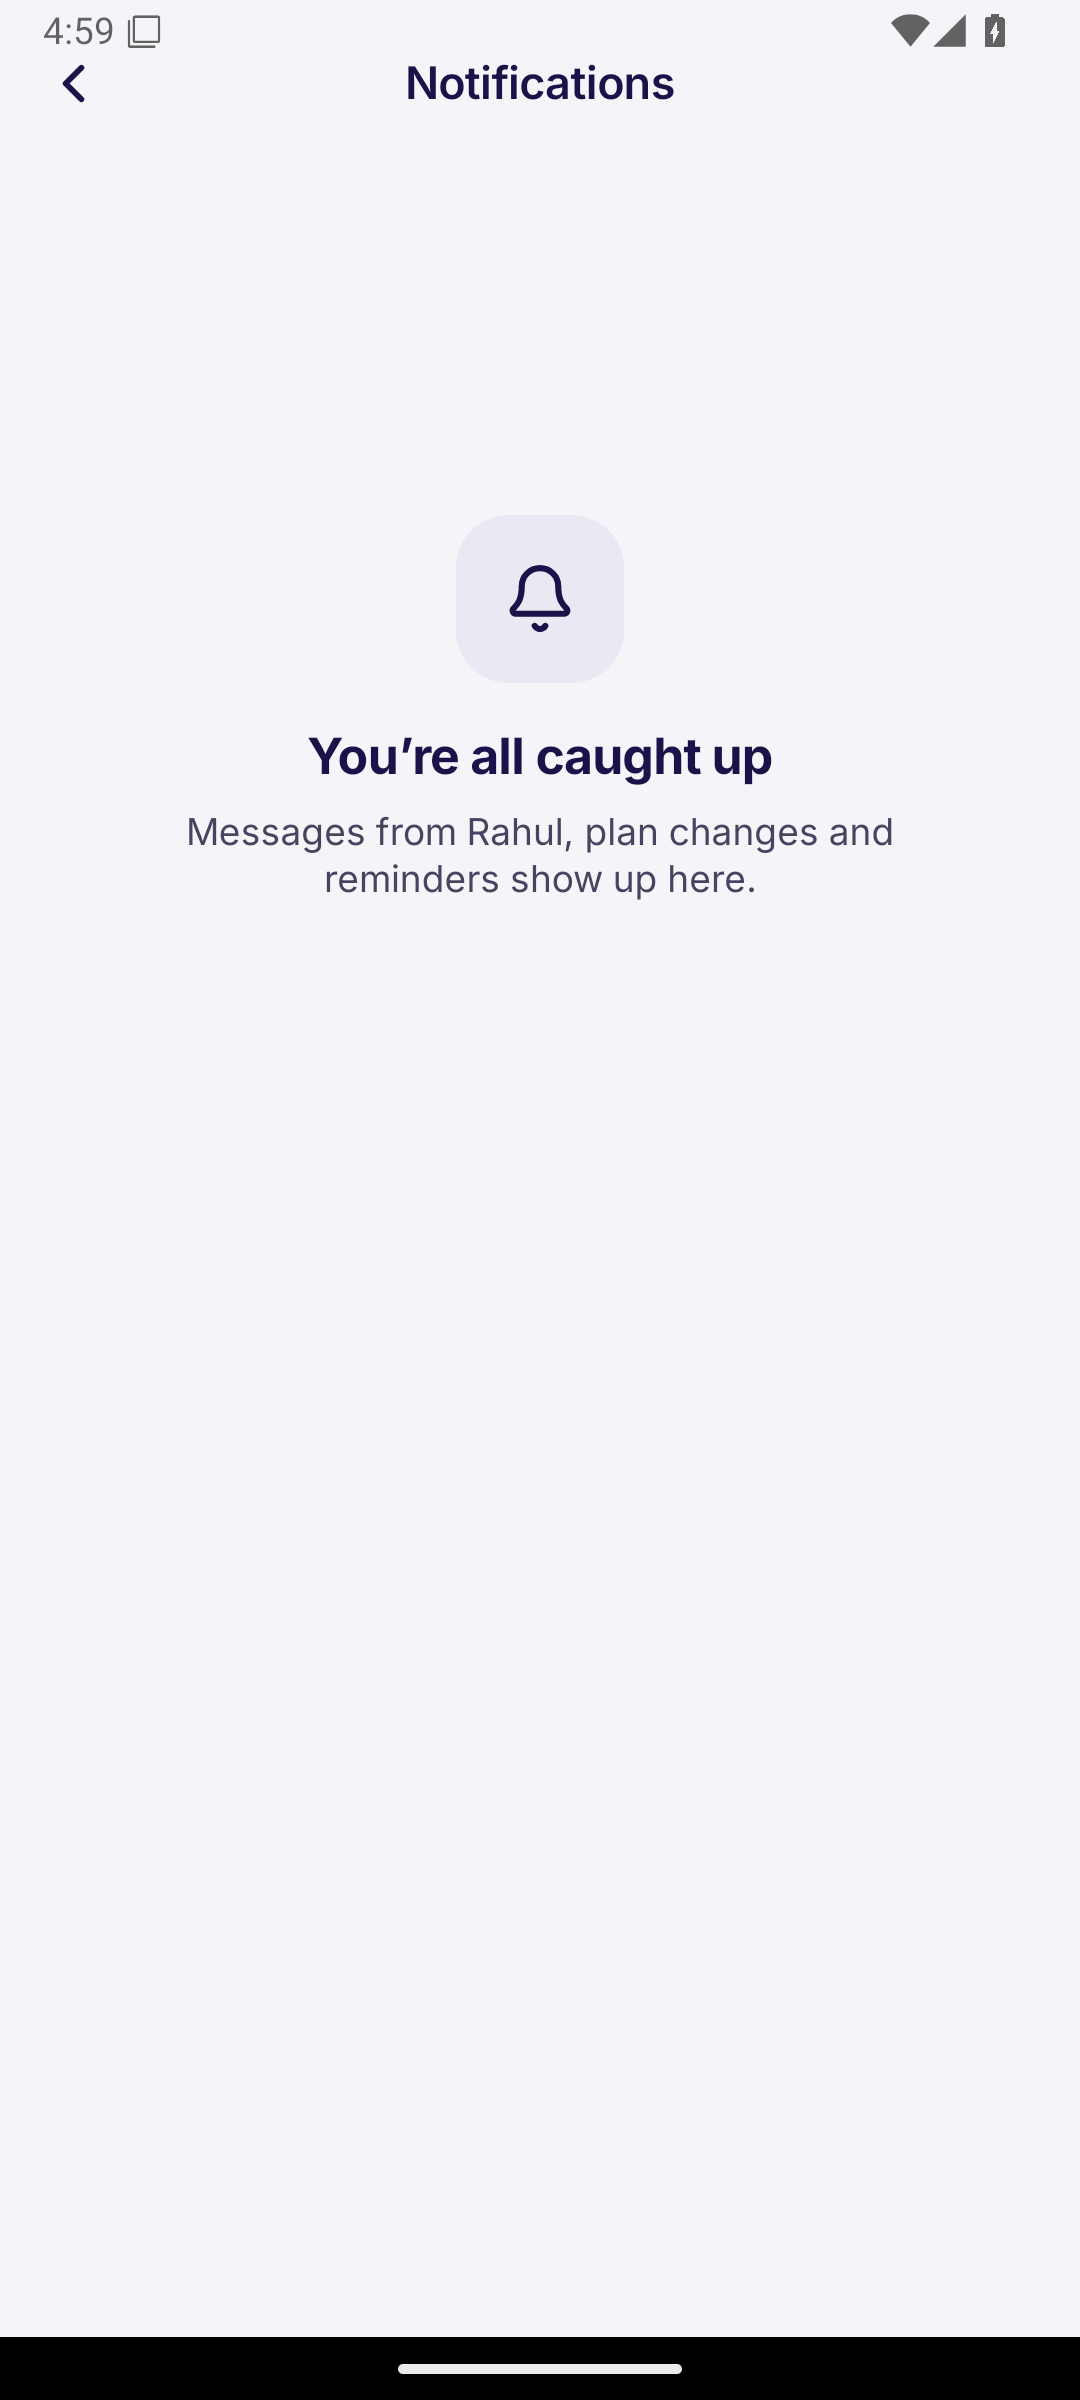 4:59
Notifications
You’re all caught up
Messages from Rahul, plan changes and
reminders show up here.